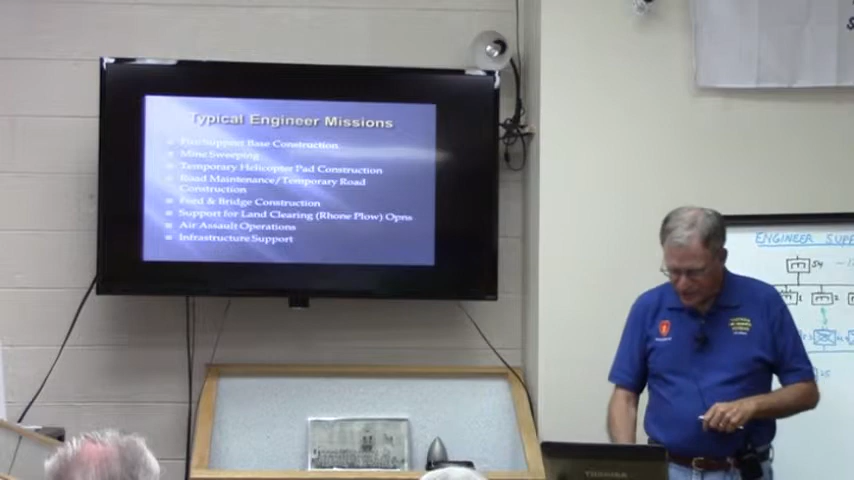 Typical Engineer Missions
Fire Support Base Construction
Mine Sweeping
Temporary Helicopter Pad Construction
Road Maintenance/Temporary Road
Construction
Ford & Bridge Construction
Support for Land Clearing (Rhone Plow) Opns
Air Assault Operations
Infrastructure Support
ENGINEER SUPP
TOSHIBA